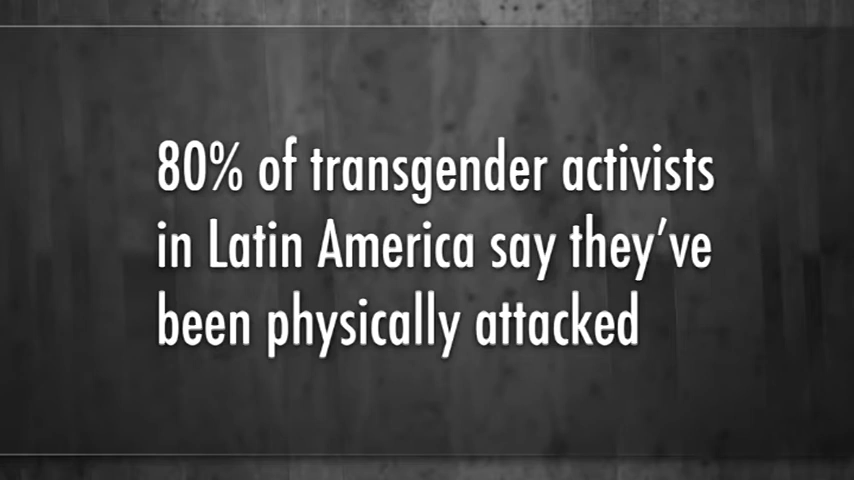 80% of transgender activists
in Latin America say they’ve
been physically attacked